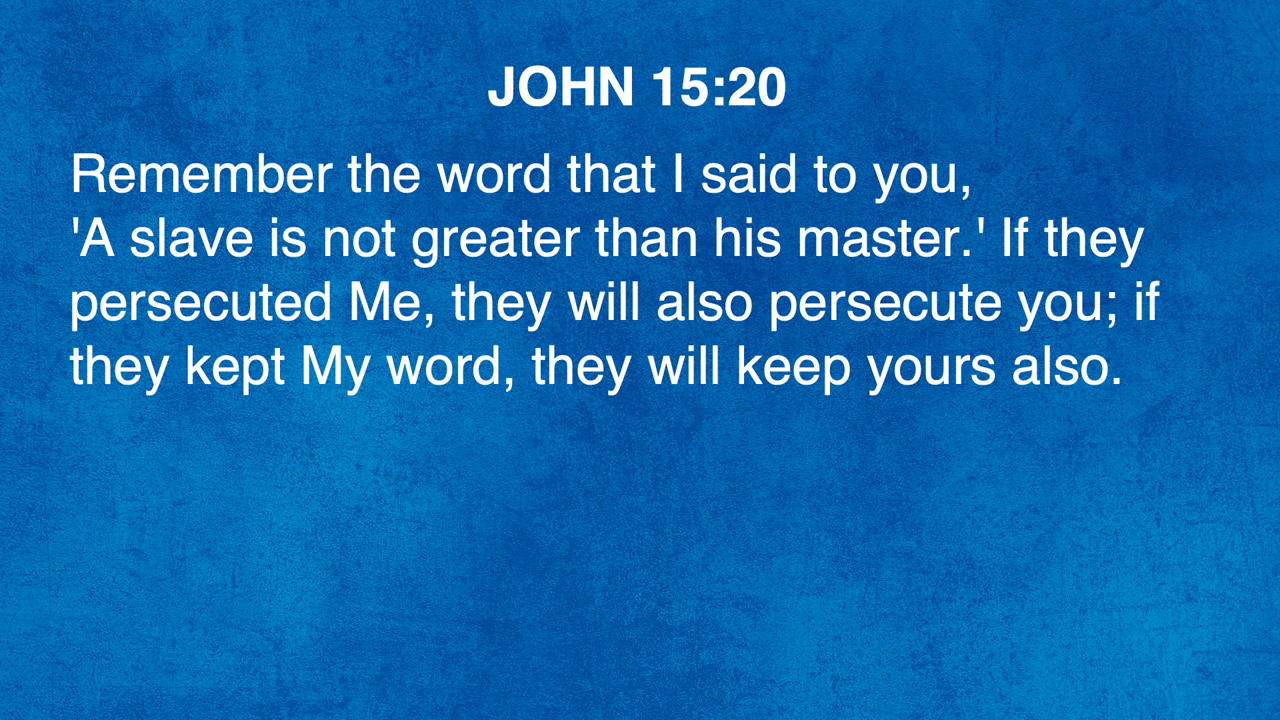 JOHN 15:20
Remember the word that I said to you,
'A slave is not greater than his master.' If they
persecuted Me, they will also persecute you; if
they kept My word, they will keep yours also.